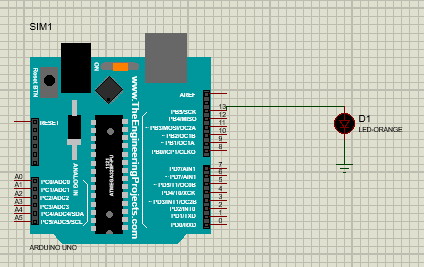 SIM1
Reset BTN
ON
AREF
13
PB5/SCK
12
PB4/MISO
11
~PB3/MOSI/OC2A
10
~ PB2/OC1B
9
~ PB1/OC1A
8
PB0/ICP1/CLKO
7
PD7/AIN1
6
~ PD6/AIN1
5
~ PD5/T1/OC0B
4
PD4/T0/XCK
3
~ PD3/INT1/OC2B
2
PD2/INT0
1
PD1/TXD
0
PD0/RXD
RESET
ANALOG IN
A0
PC0/ADC0
A1
PC1/ADC1
A2
PC2/ADC2
A3
PC3/ADC3
A4
PC4/ADC4/SDA
A5
PC5/ADC5/SCL
www.TheEngineeringProjects.com
ARDUINO UNO
D1
LED-ORANGE